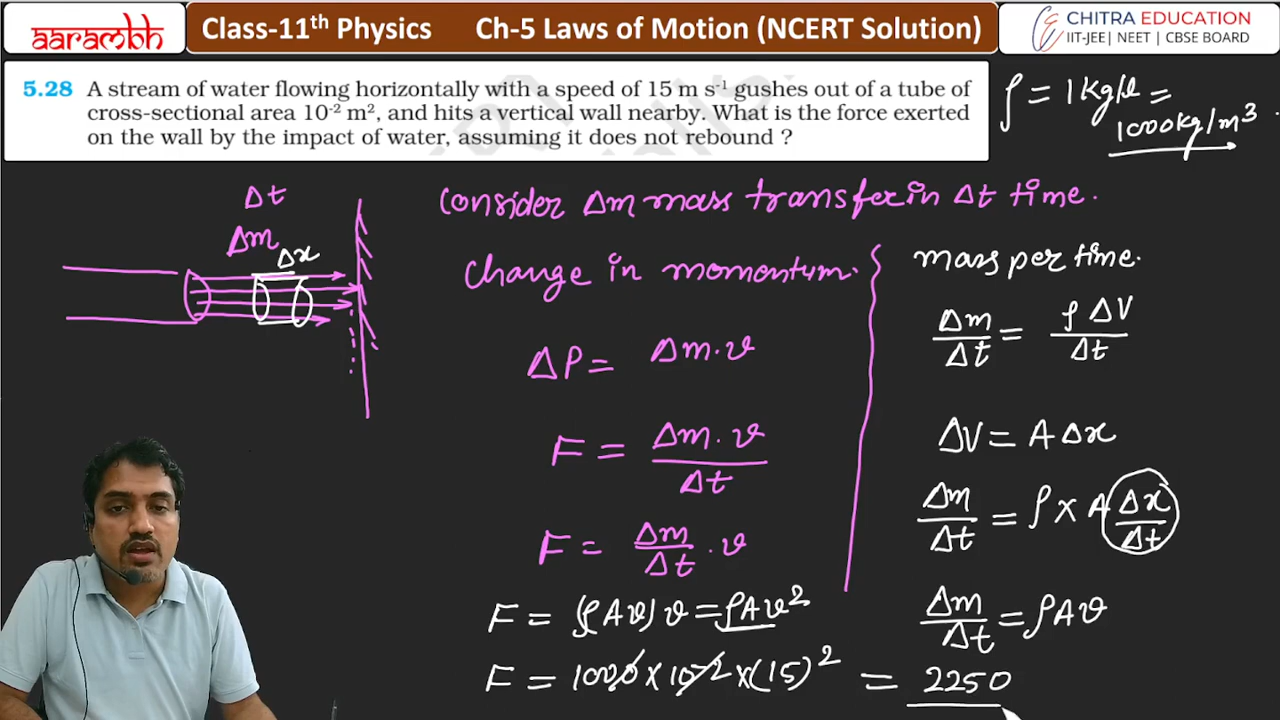 aarambh
Class-11th Physics Ch-5 Laws of Motion (NCERT Solution)
CHITRA EDUCATION
IIT-JEE| NEET | CBSE BOARD
5.28 A stream of water flowing horizontally with a speed of 15 m s⁻¹ gushes out of a tube of
cross-sectional area 10⁻² m², and hits a vertical wall nearby. What is the force exerted
on the wall by the impact of water, assuming it does not rebound ?
ρ = 1kg/l =
1000kg/m³
Δt
Δm
Δx
Consider Δm mass transfer in Δt time.
Change in momentum.
ΔP = Δm.v
F = Δm.v / Δt
F = Δm/Δt . v
F = (ρAv)v = ρAv²
F = 1000 × 10⁻² × (15)² = 2250
mass per time.
Δm/Δt = ρΔV/Δt
ΔV = AΔx
Δm/Δt = ρ × A Δx/Δt
Δm/Δt = ρAv